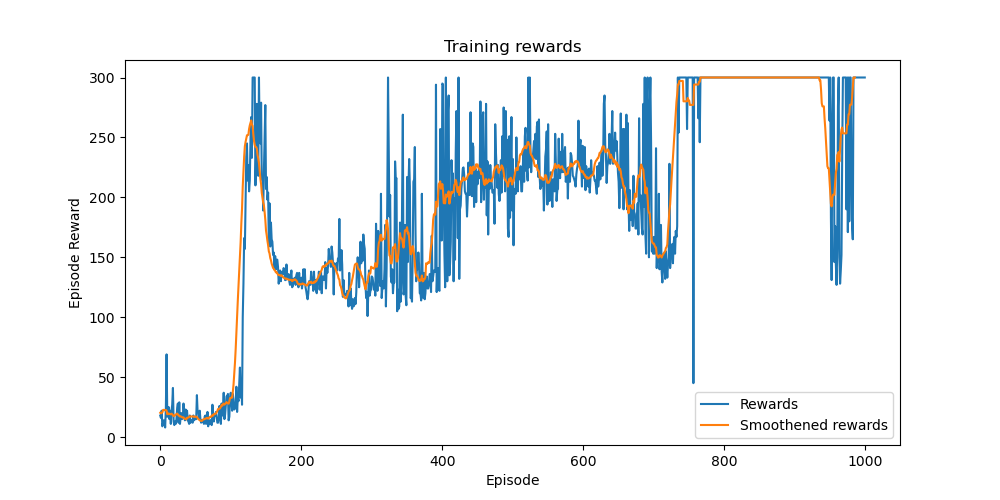 Training rewards
Episode Reward
300
250
200
150
100
50
0
0 200 400 600 800 1000
Episode
Rewards
Smoothened rewards